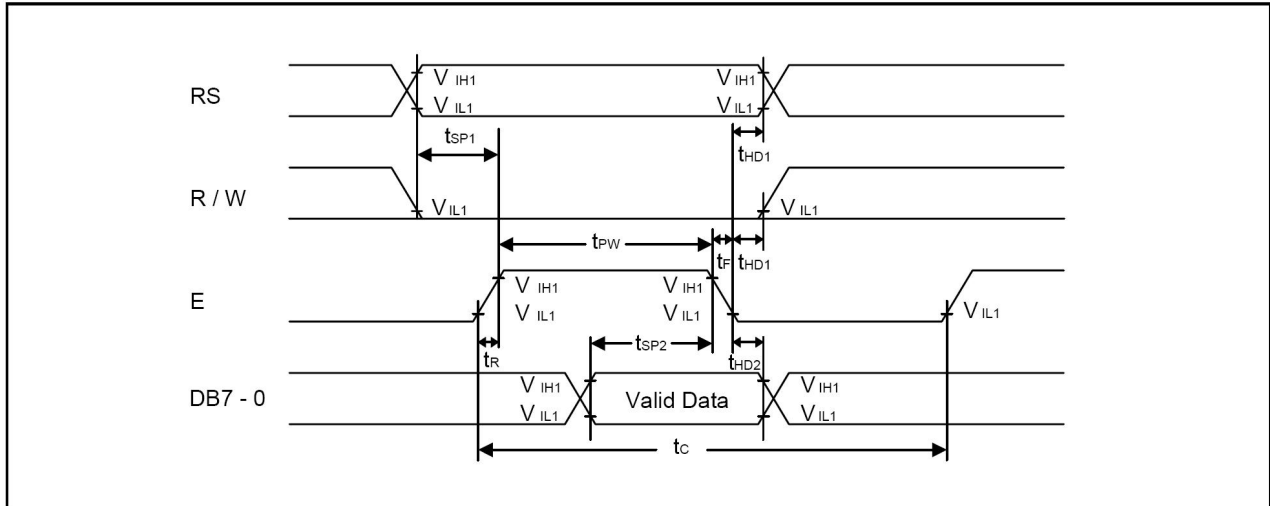 RS
V IH1 V IH1
V IL1 V IL1
tSP1
tHD1
R / W
V IL1 V IL1
tPW tF tHD1
E
V IH1 V IH1
V IL1 V IL1 V IL1
tSP2
tR tHD2
DB7 - 0
V IH1 V IH1
Valid Data
V IL1 V IL1
tC